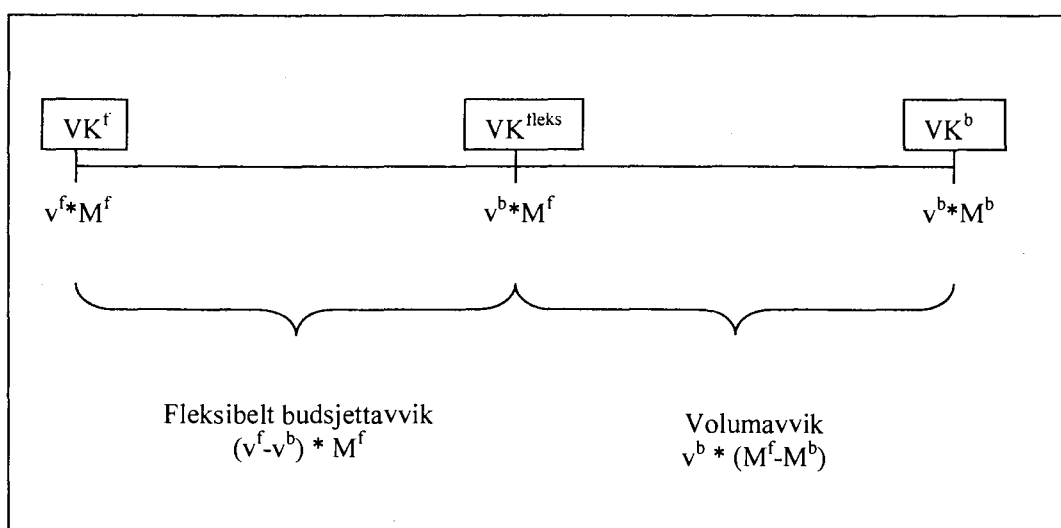 VK^f VK^fleks VK^b
v^f*M^f v^b*M^f v^b*M^b
Fleksibelt budsjettavvik Volumavvik
(v^f-v^b) * M^f v^b * (M^f-M^b)